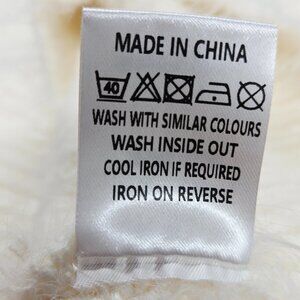 MADE IN CHINA
40
WASH WITH SIMILAR COLOURS
WASH INSIDE OUT
COOL IRON IF REQUIRED
IRON ON REVERSE